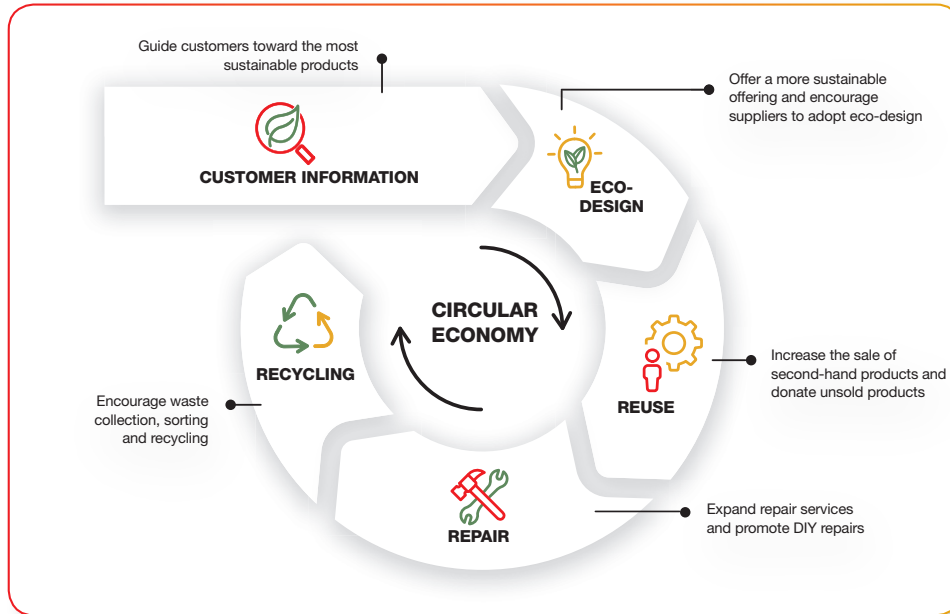 Guide customers toward the most
sustainable products
CUSTOMER INFORMATION
Offer a more sustainable
offering and encourage
suppliers to adopt eco-design
ECO-
DESIGN
CIRCULAR
ECONOMY
REUSE
Increase the sale of
second-hand products and
donate unsold products
REPAIR
Expand repair services
and promote DIY repairs
RECYCLING
Encourage waste
collection, sorting
and recycling